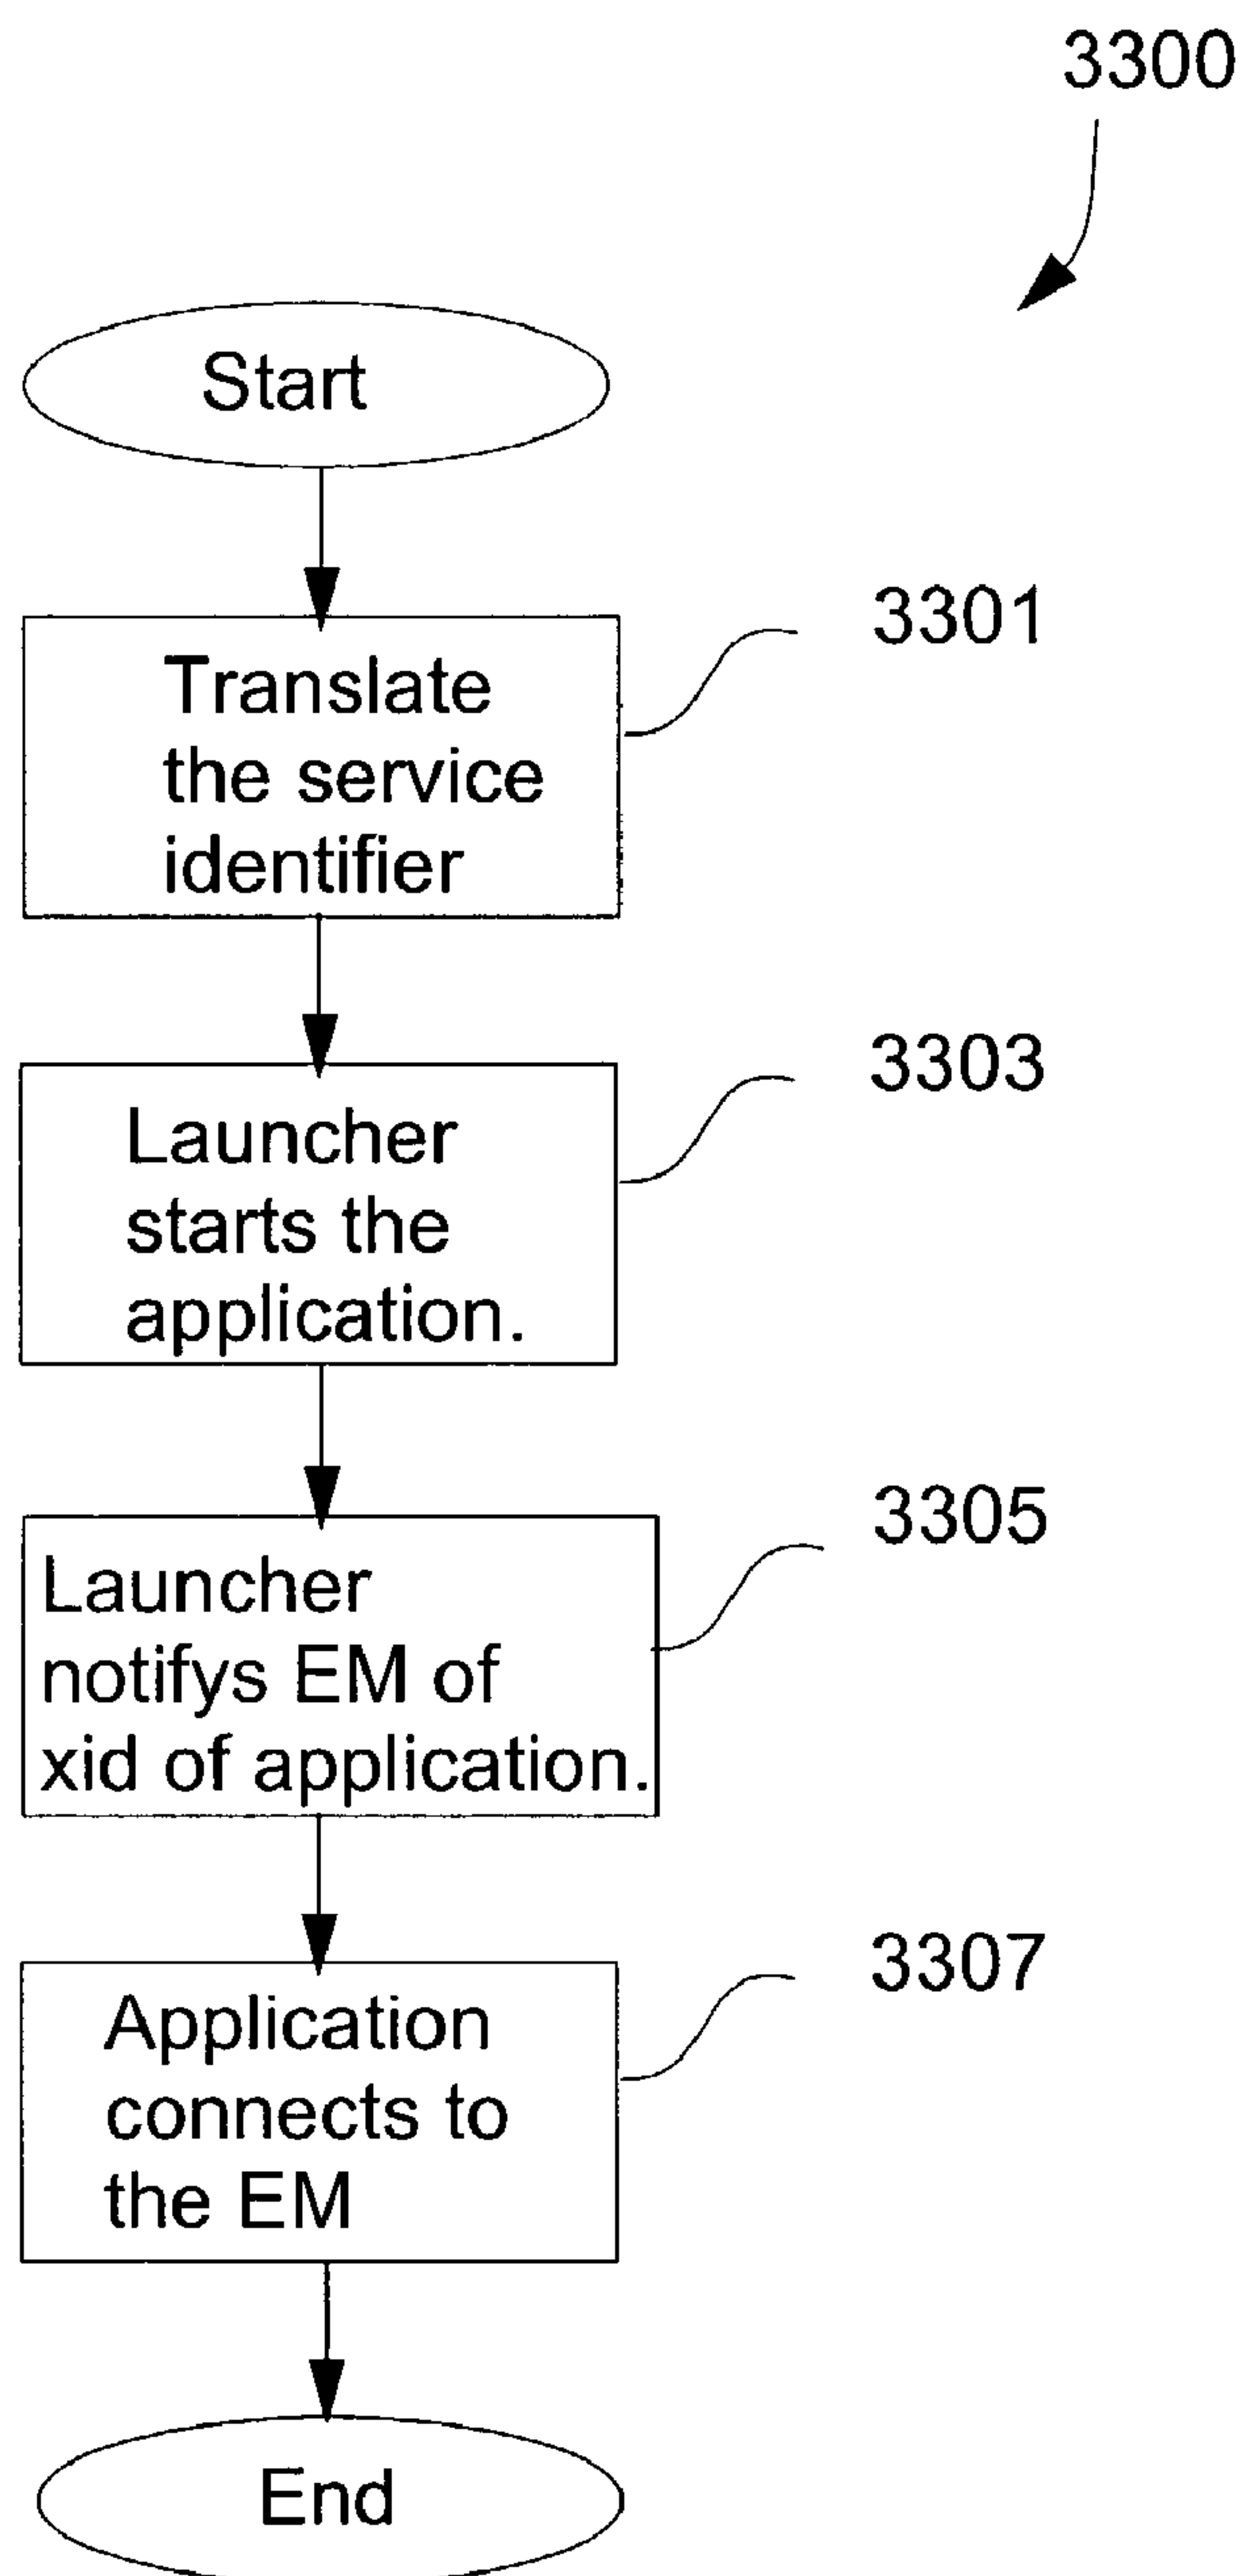 3300
Start
3301
Translate
the service
identifier
3303
Launcher
starts the
application.
3305
Launcher
notifys EM of
xid of application.
3307
Application
connects to
the EM
End